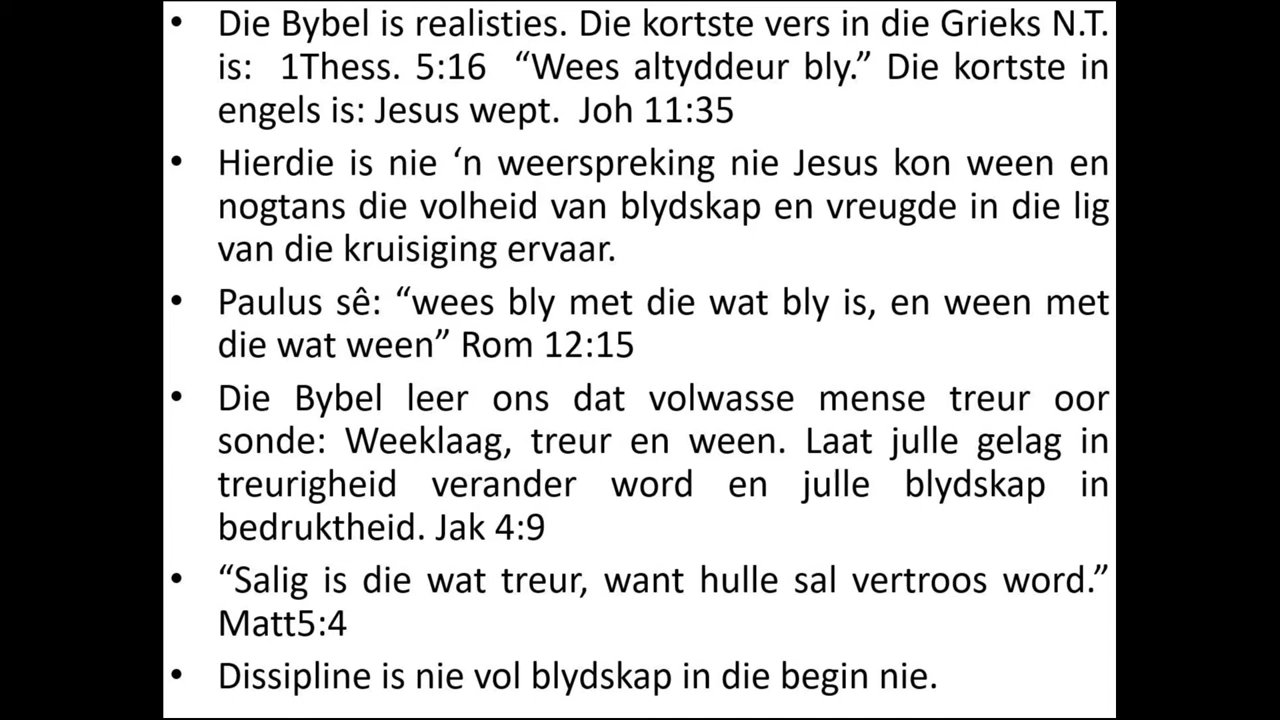 • Die Bybel is realisties. Die kortste vers in die Grieks N.T.
is:  1Thess. 5:16  “Wees altyddeur bly.” Die kortste in
engels is: Jesus wept.  Joh 11:35
• Hierdie is nie ‘n weerspreking nie Jesus kon ween en
nogtans die volheid van blydskap en vreugde in die lig
van die kruisiging ervaar.
• Paulus sê: “wees bly met die wat bly is, en ween met
die wat ween” Rom 12:15
• Die Bybel leer ons dat volwasse mense treur oor
sonde: Weeklaag, treur en ween. Laat julle gelag in
treurigheid verander word en julle blydskap in
bedruktheid. Jak 4:9
• “Salig is die wat treur, want hulle sal vertroos word.”
Matt5:4
• Dissipline is nie vol blydskap in die begin nie.